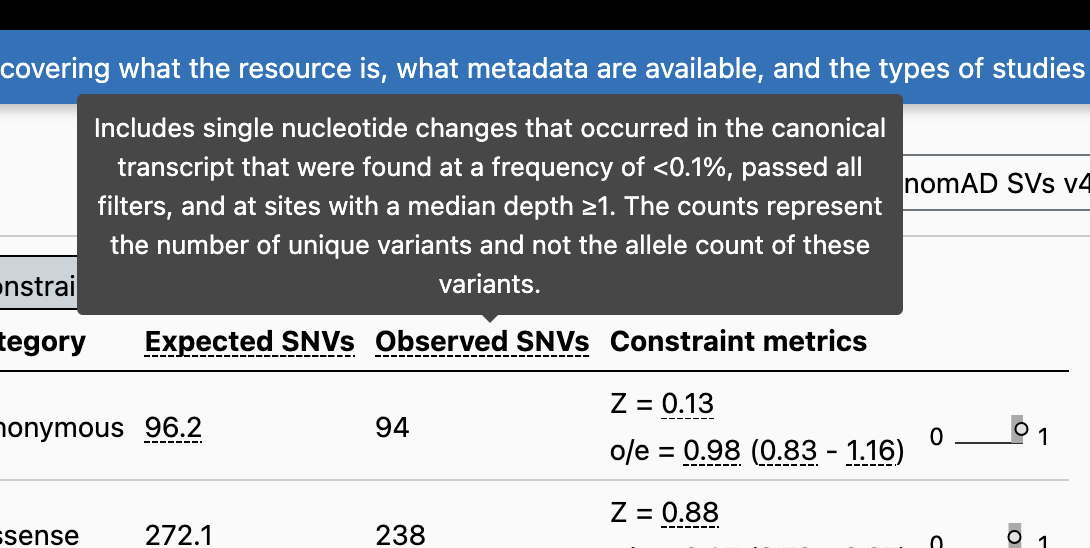 covering what the resource is, what metadata are available, and the types of studies
Includes single nucleotide changes that occurred in the canonical
transcript that were found at a frequency of <0.1%, passed all
filters, and at sites with a median depth ≥1. The counts represent
the number of unique variants and not the allele count of these
variants.
nomAD SVs v4
onstrai
tegory Expected SNVs Observed SNVs Constraint metrics
nonymous 96.2 94 Z = 0.13
o/e = 0.98 (0.83 - 1.16) 0 1
ssense 272.1 238 Z = 0.88
0 1